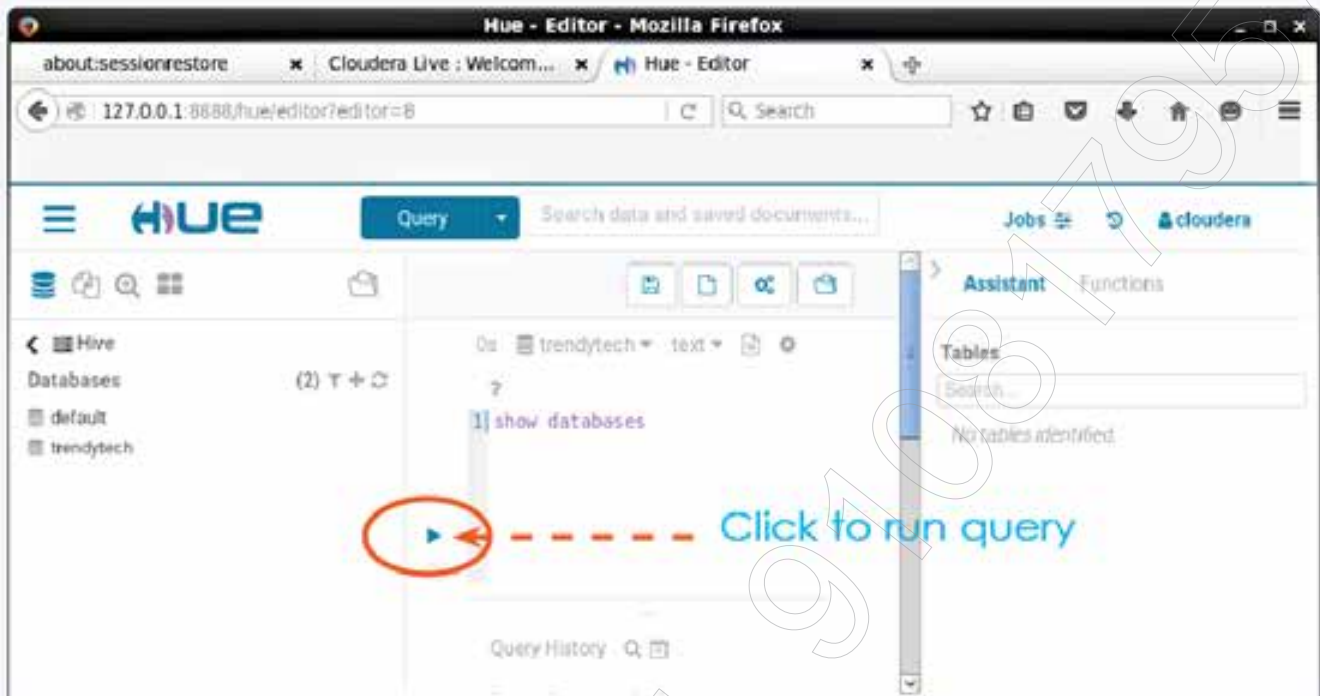 Hue - Editor - Mozilla Firefox
about:sessionrestore
Cloudera Live : Welcom...
Hue - Editor
127.0.0.1:8888/hue/editor?editor=8
Search
HUE
Query
Search data and saved documents...
Jobs
cloudera
Assistant
Functions
Hive
0s
trendytech
text
Tables
Databases
(2)
?
Search...
default
1
show databases
No tables identified.
trendytech
Click to run query
Query History